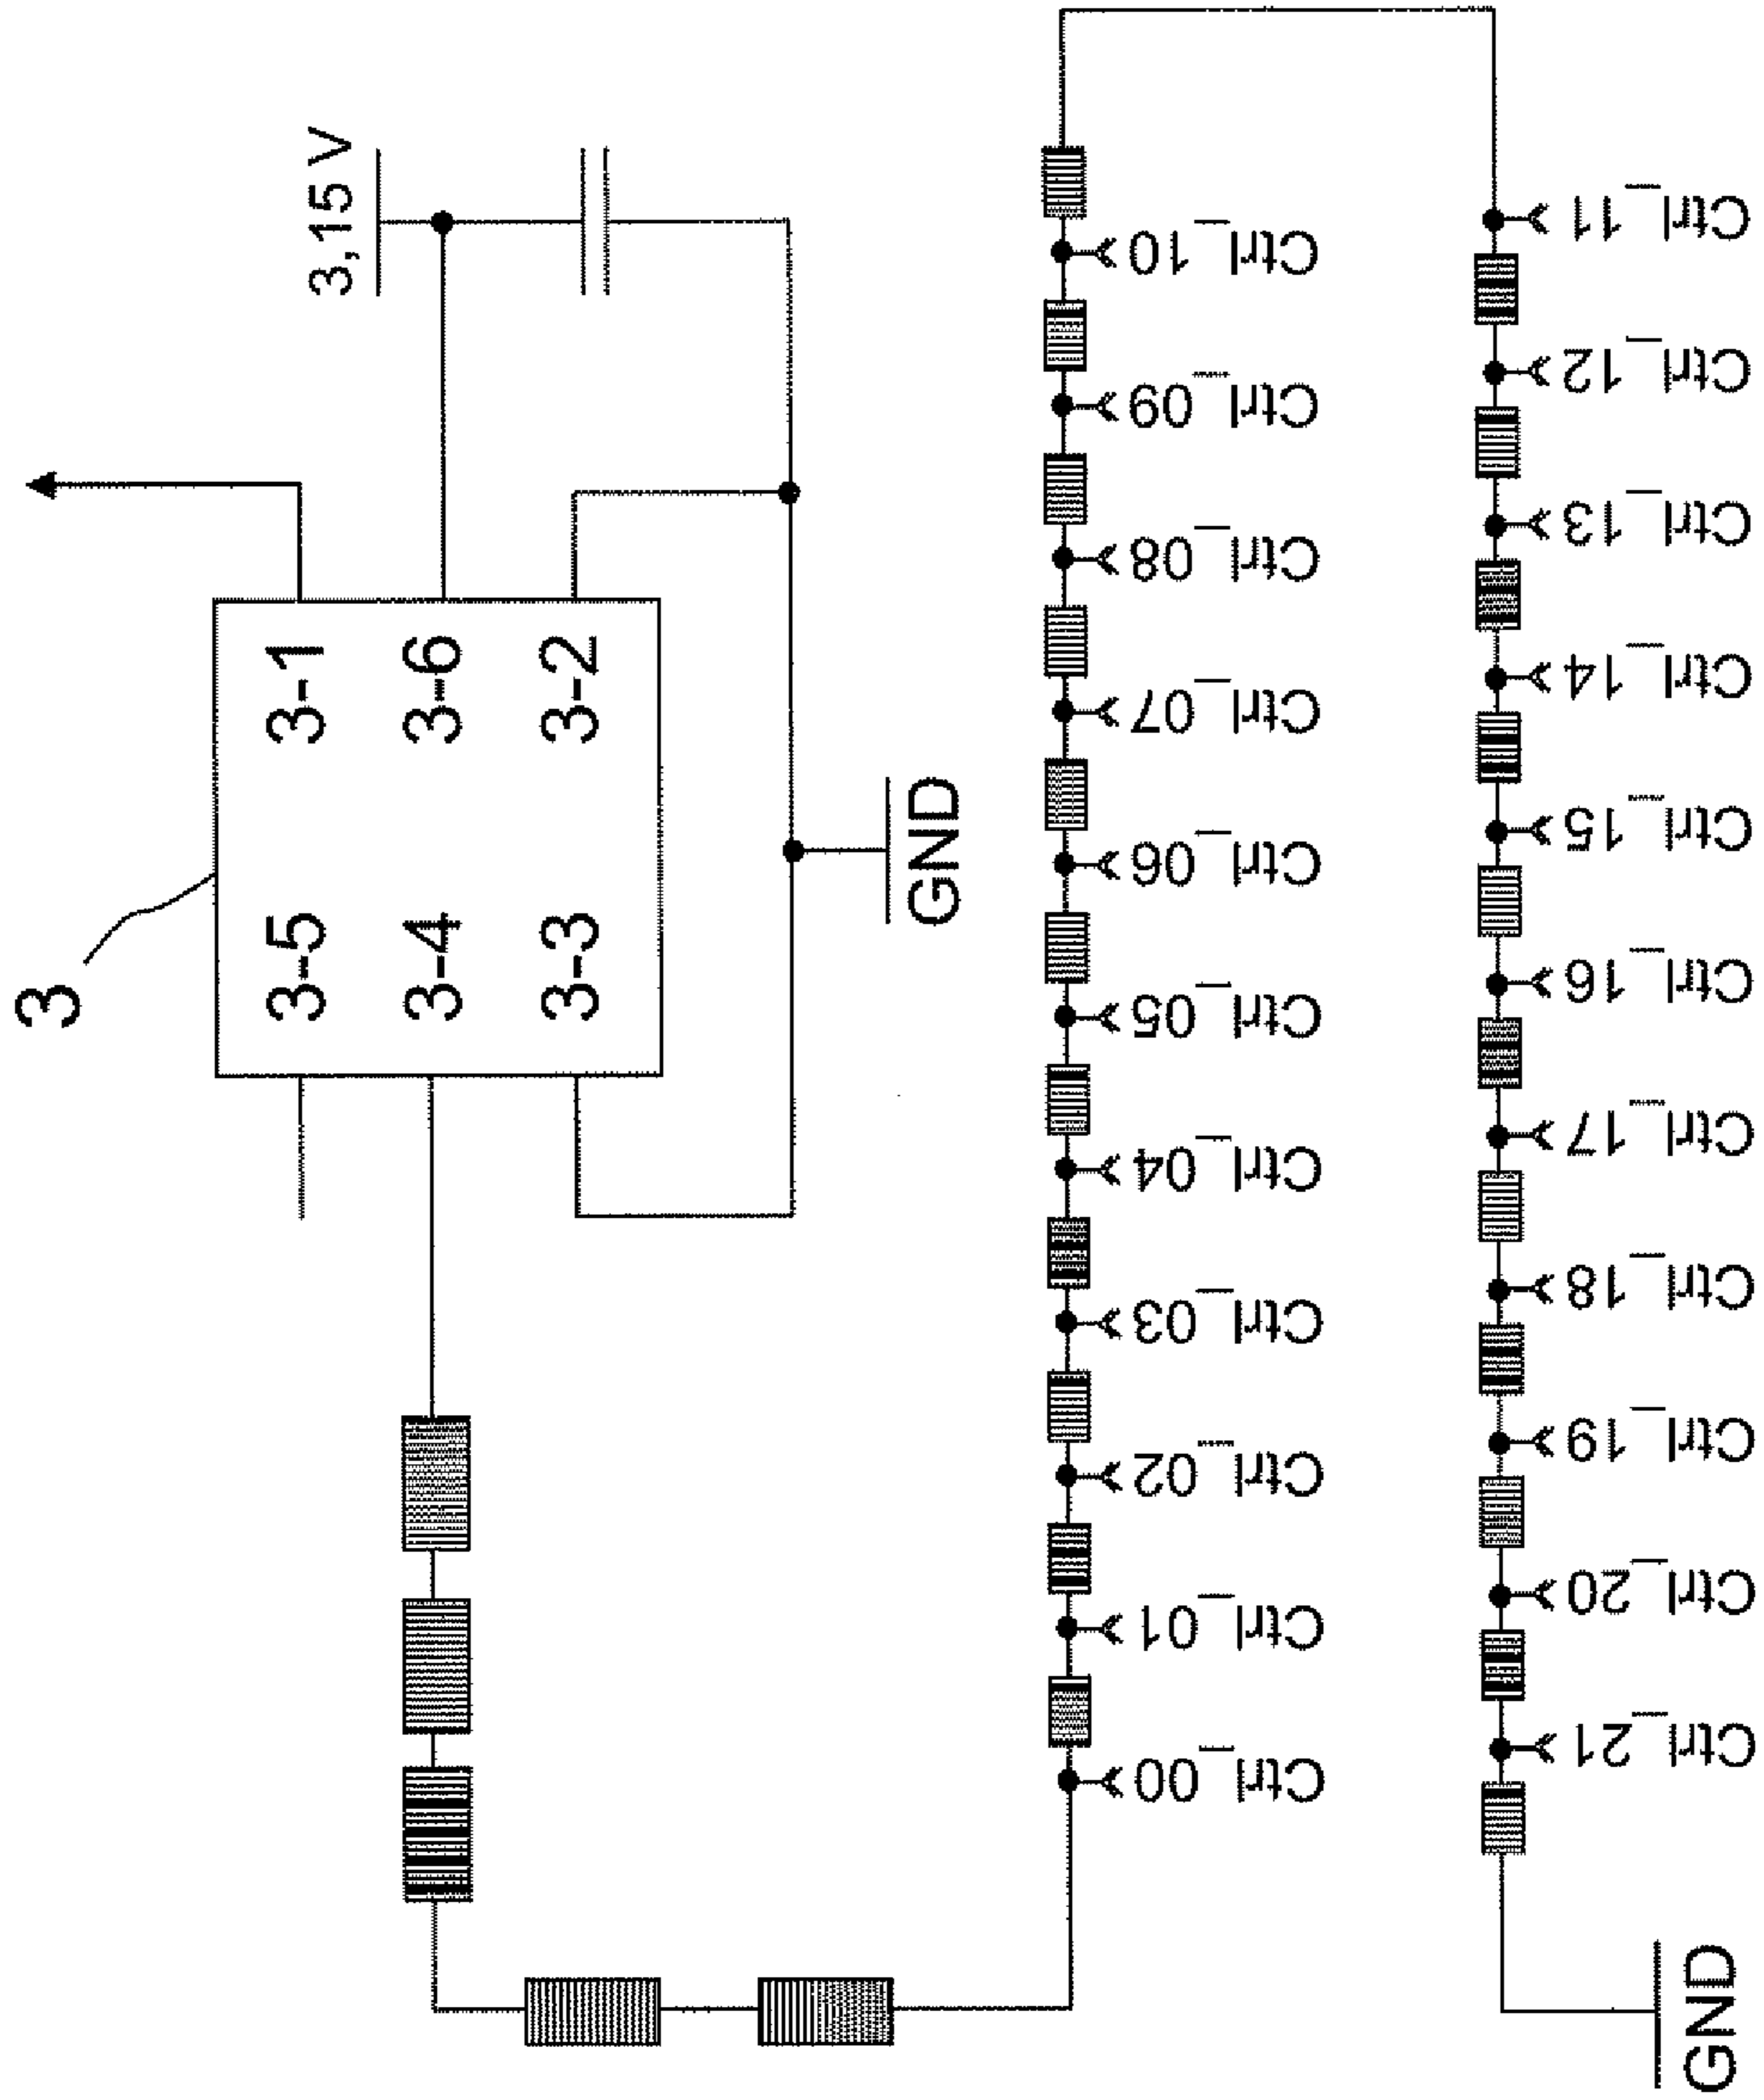 3
3-5
3-1
3-4
3-6
3-3
3-2
3,15 V
GND
Ctrl_00
Ctrl_01
Ctrl_02
Ctrl_03
Ctrl_04
Ctrl_05
Ctrl_06
Ctrl_07
Ctrl_08
Ctrl_09
Ctrl_10
Ctrl_21
Ctrl_20
Ctrl_19
Ctrl_18
Ctrl_17
Ctrl_16
Ctrl_15
Ctrl_14
Ctrl_13
Ctrl_12
Ctrl_11
GND